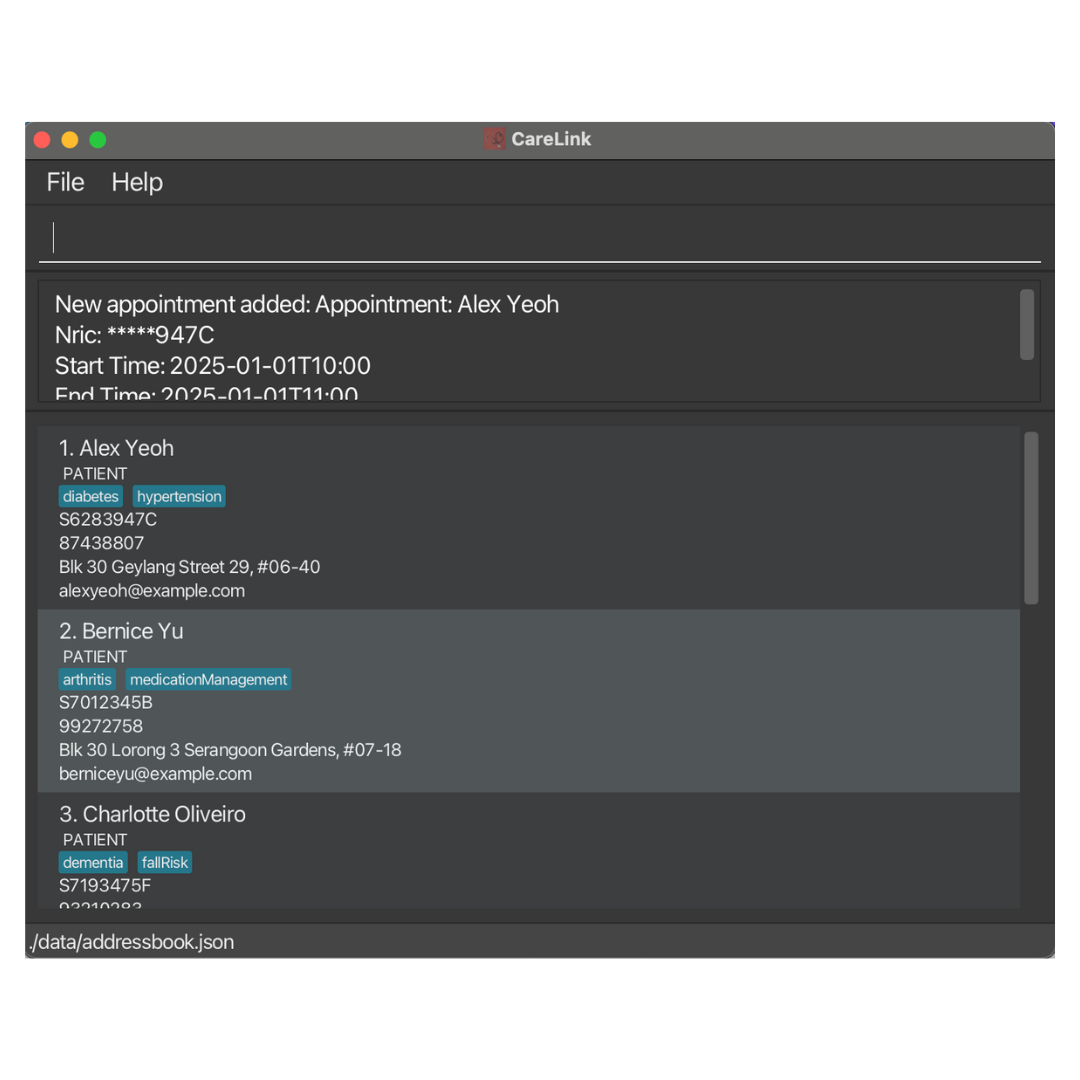 CareLink
File Help
New appointment added: Appointment: Alex Yeoh
Nric: *****947C
Start Time: 2025-01-01T10:00
End Time: 2025-01-01T11:00
1. Alex Yeoh
PATIENT
diabetes hypertension
S6283947C
87438807
Blk 30 Geylang Street 29, #06-40
alexyeoh@example.com
2. Bernice Yu
PATIENT
arthritis medicationManagement
S7012345B
99272758
Blk 30 Lorong 3 Serangoon Gardens, #07-18
berniceyu@example.com
3. Charlotte Oliveiro
PATIENT
dementia fallRisk
S7193475F
93210283
./data/addressbook.json